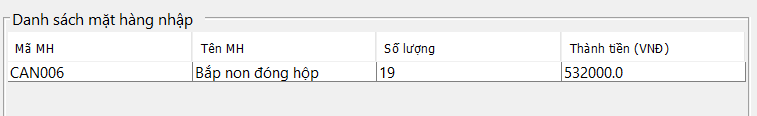 Danh sách mặt hàng nhập
Mã MH Tên MH Số lượng Thành tiền (VNĐ)
CAN006 Bắp non đóng hộp 19 532000.0